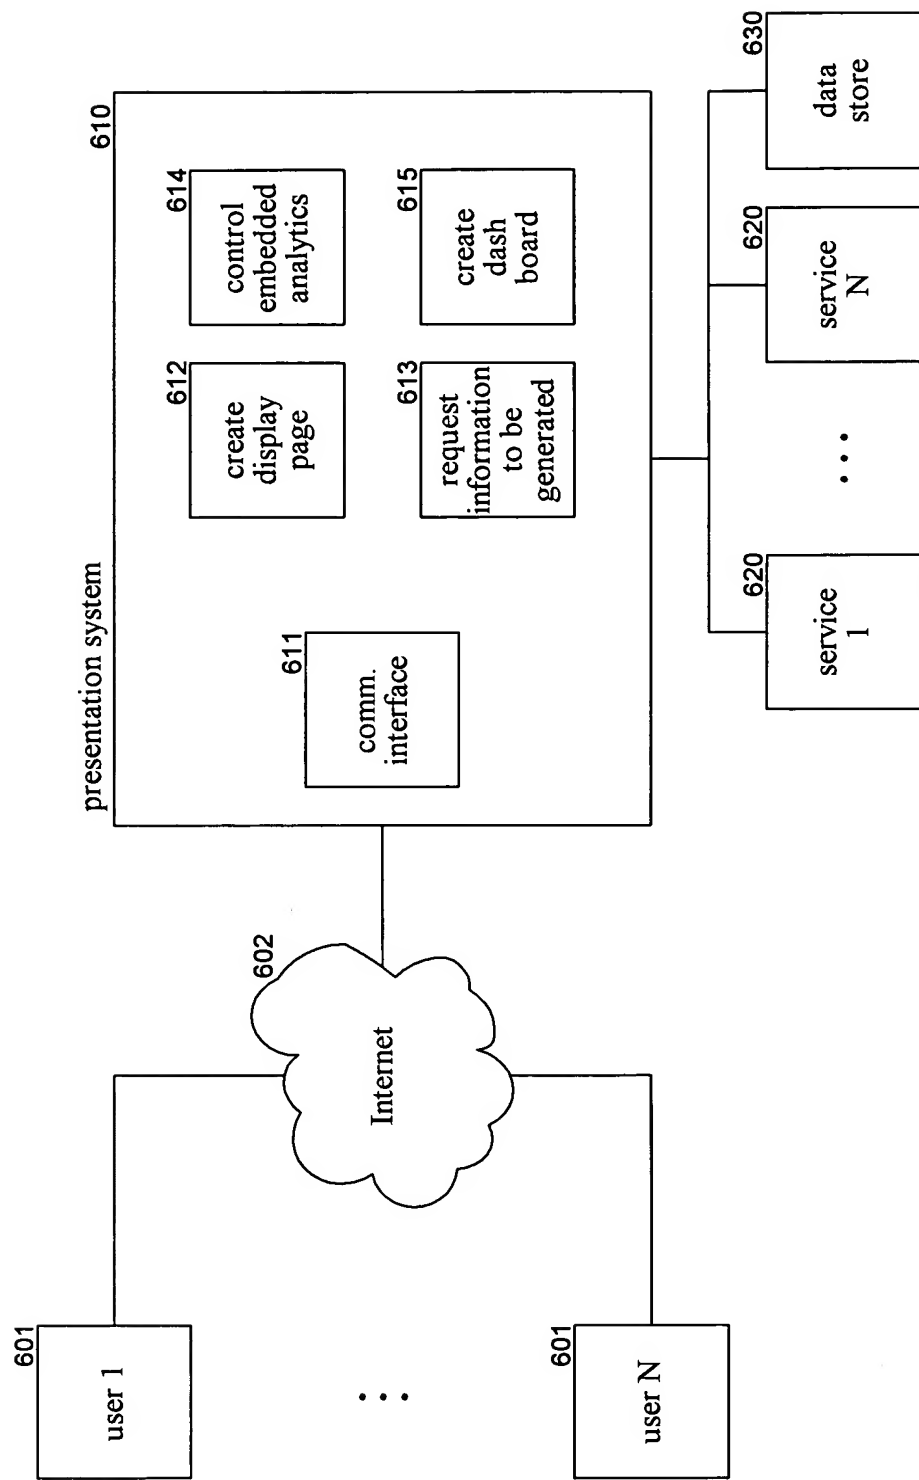 presentation system
610
601
user 1
602
Internet
611
comm.
interface
612
create
display
page
614
control
embedded
analytics
613
request
information
to be
generated
615
create
dash
board
601
user N
620
service
1
620
service
N
630
data
store